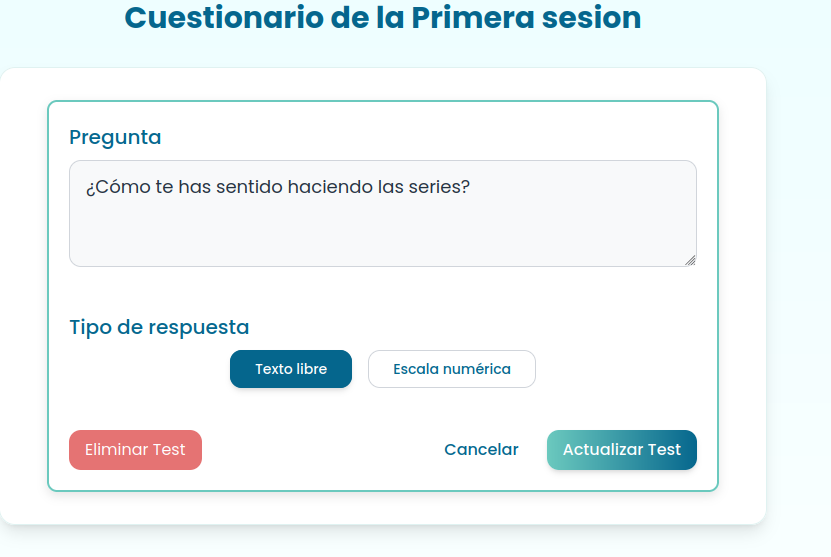 Cuestionario de la Primera sesion
Pregunta
¿Cómo te has sentido haciendo las series?
Tipo de respuesta
Texto libre
Escala numérica
Eliminar Test
Cancelar
Actualizar Test